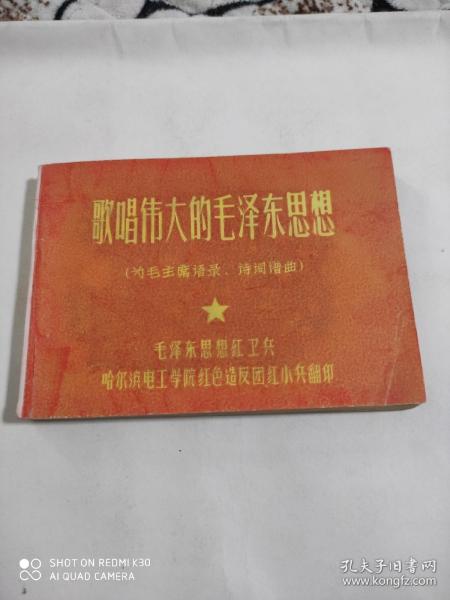 歌唱伟大的毛泽东思想
(为毛主席语录、诗词谱曲)
毛泽东思想红卫兵
哈尔滨电工学院红色造反团红小兵翻印
SHOT ON REDMI K30
AI QUAD CAMERA
孔夫子旧书网
www.kongfz.com